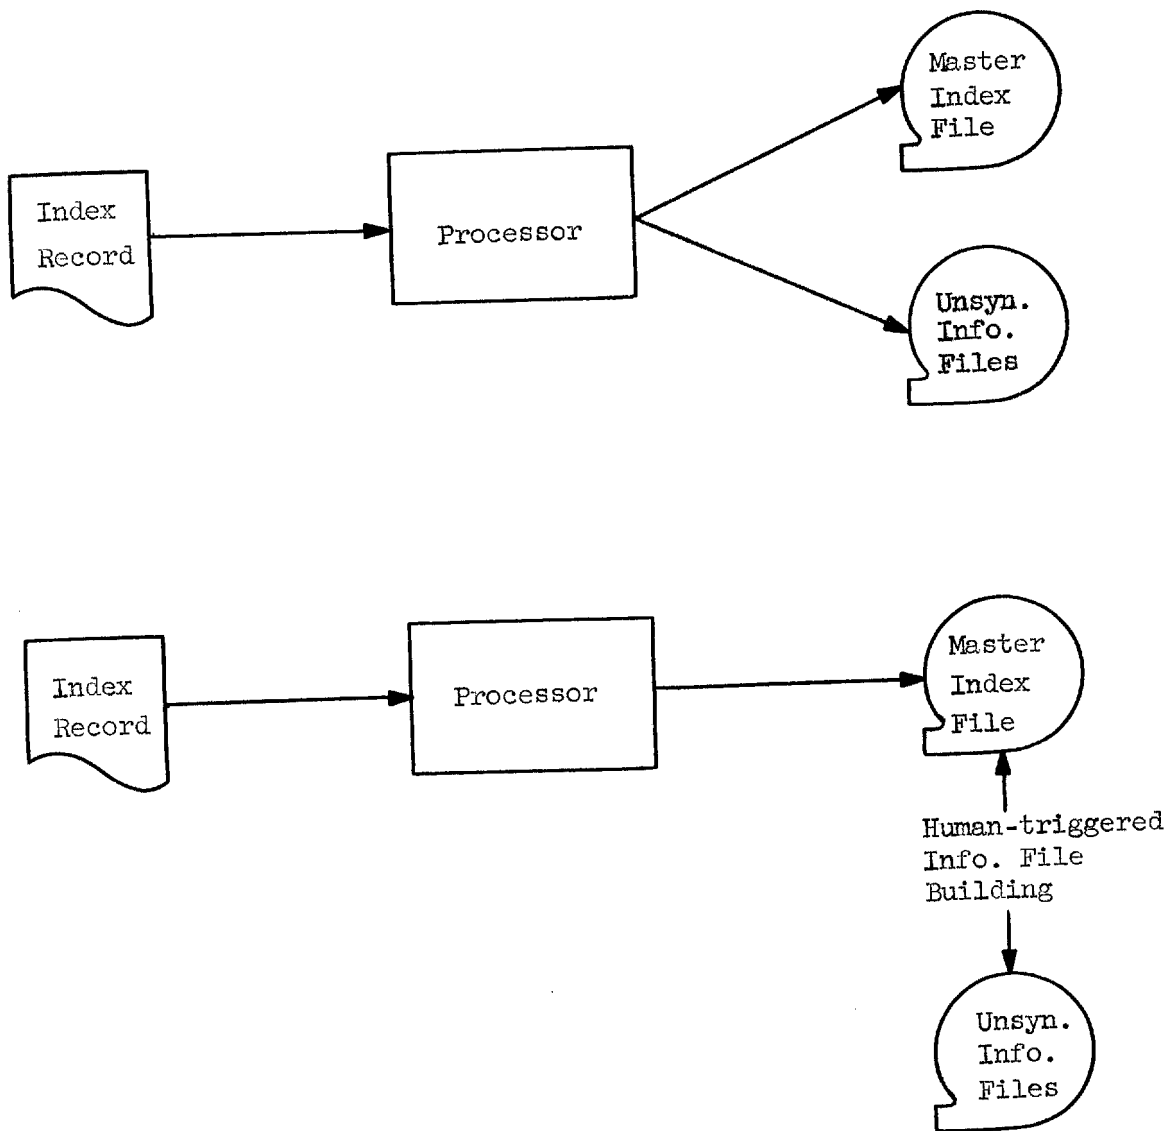 Master
Index
File
Index
Record
Processor
Unsyn.
Info.
Files
Index
Record
Processor
Master
Index
File
Human-triggered
Info. File
Building
Unsyn.
Info.
Files